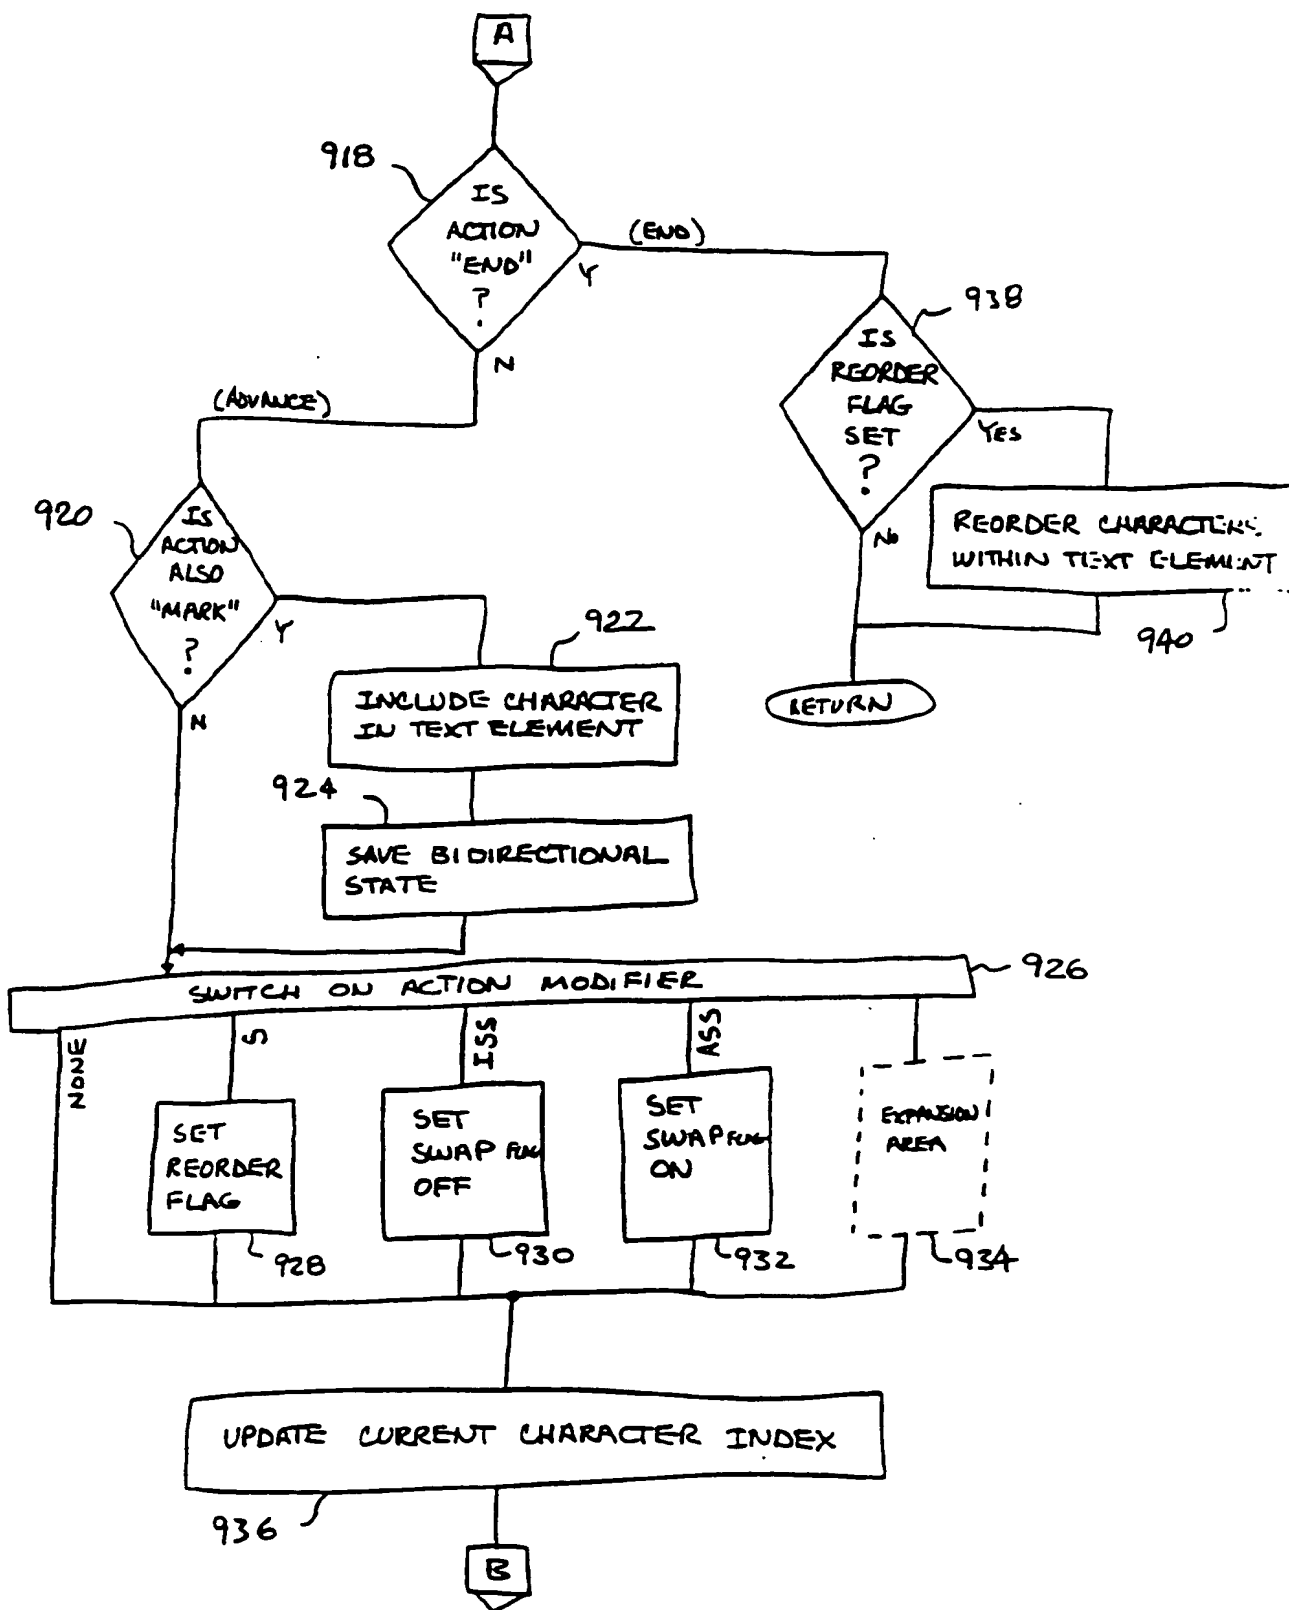 A
918
IS
ACTION
"END"
?
Y
(END)
N
938
IS
REORDER
FLAG
SET
?
YES
No
(ADVANCE)
920
IS
ACTION
ALSO
"MARK"
?
Y
N
REORDER CHARACTERS
WITHIN TEXT ELEMENT
940
RETURN
922
INCLUDE CHARACTER
IN TEXT ELEMENT
924
SAVE BIDIRECTIONAL
STATE
926
SWITCH ON ACTION MODIFIER
NONE
S
ISS
ASS
SET
REORDER
FLAG
928
SET
SWAP FLAG
OFF
930
SET
SWAP FLAG
ON
932
EXPANSION
AREA
934
UPDATE CURRENT CHARACTER INDEX
936
B